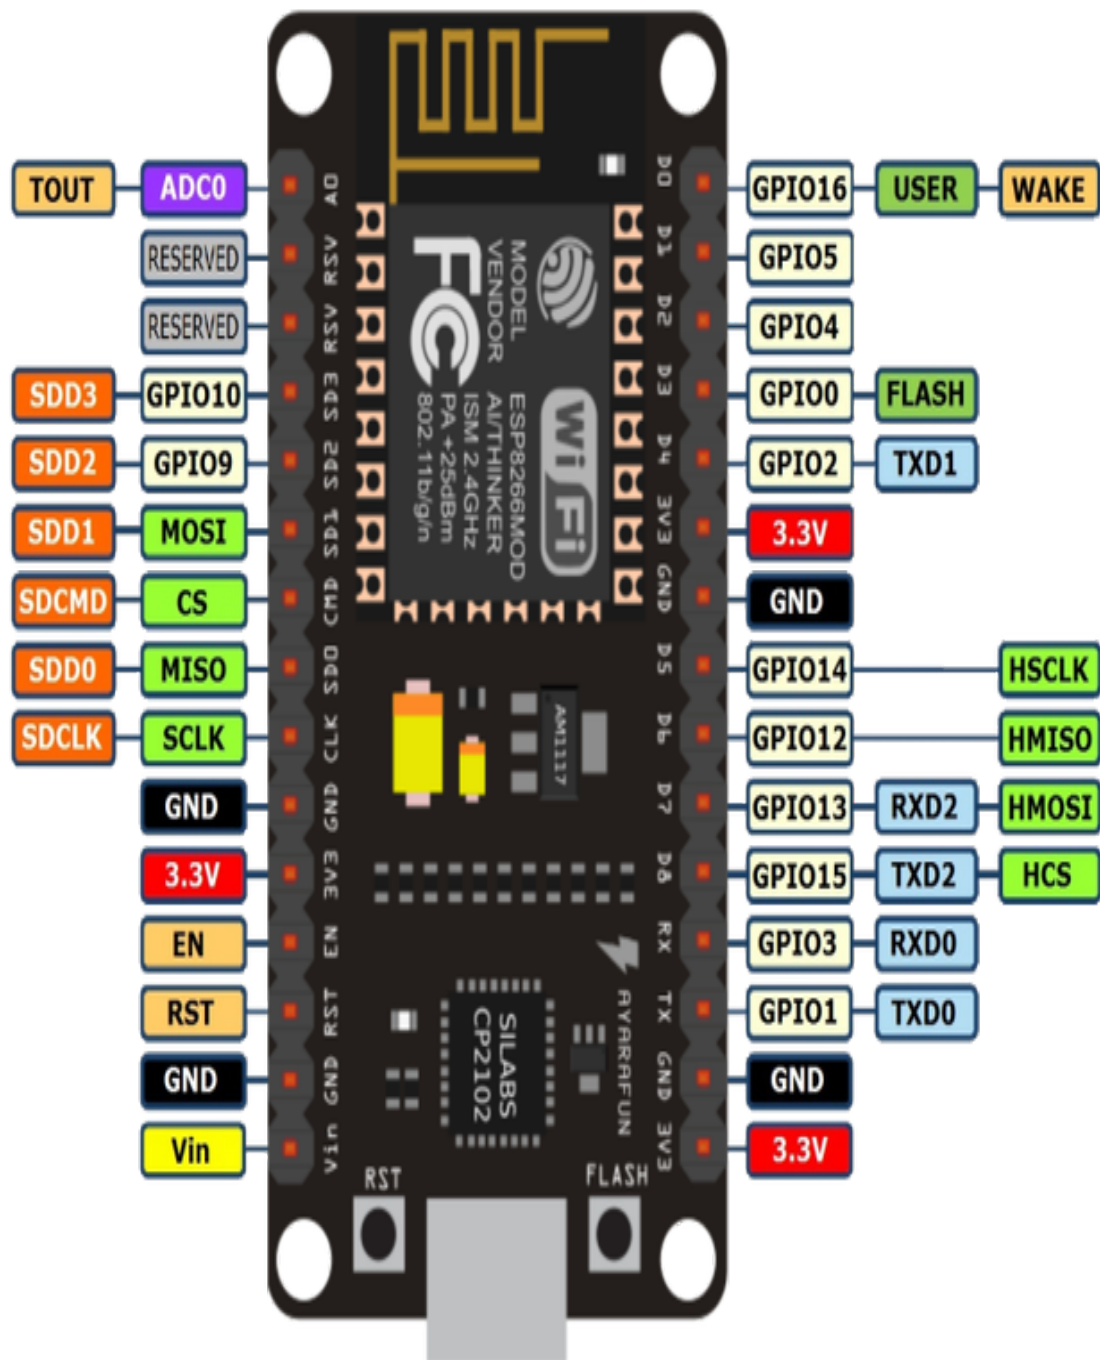 TOUT ADC0 A0 D0 GPIO16 USER WAKE
RESERVED RSV D1 GPIO5
RESERVED RSV D2 GPIO4
SDD3 GPIO10 SD3 D3 GPIO0 FLASH
SDD2 GPIO9 SD2 D4 GPIO2 TXD1
SDD1 MOSI SD1 3V3 3.3V
SDCMD CS CMD GND GND
SDD0 MISO SD0 D5 GPIO14 HSCLK
SDCLK SCLK CLK D6 GPIO12 HMISO
GND GND D7 GPIO13 RXD2 HMOSI
3.3V 3V3 D8 GPIO15 TXD2 HCS
EN EN RX GPIO3 RXD0
RST RST TX GPIO1 TXD0
GND GND GND GND
Vin Vin 3V3 3.3V
MODEL ESP8266MOD
VENDOR AI/THINKER
ISM 2.4GHz
PA +25dBm
802.11b/g/n
FC
WiFi
AM1117
SILABS
CP2102
AYARAFUN
RST
FLASH